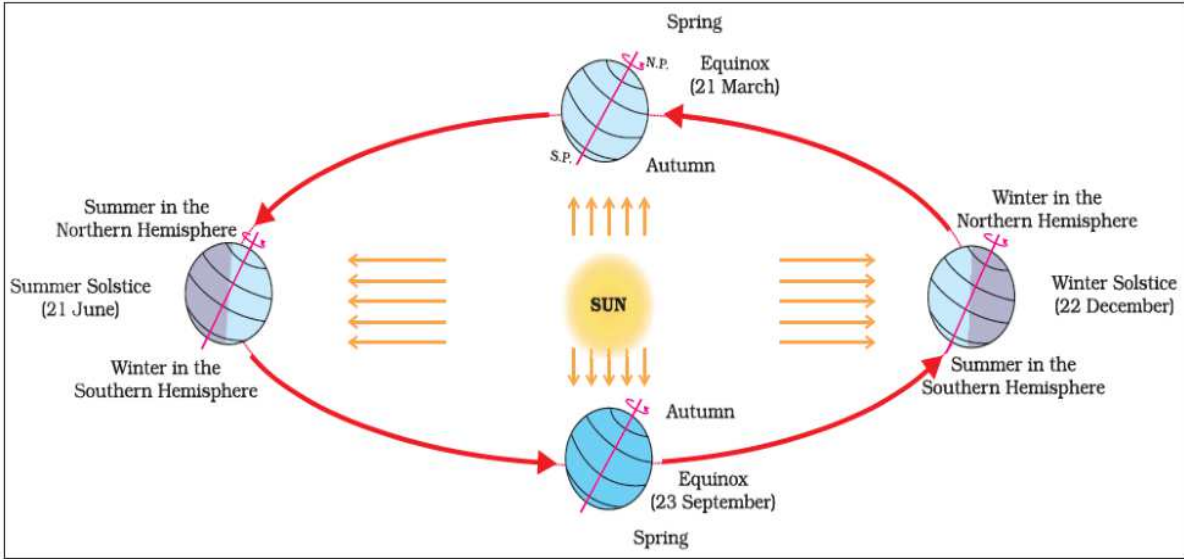 Spring
N.P.
Equinox
(21 March)
S.P.
Autumn
Summer in the
Northern Hemisphere
Winter in the
Northern Hemisphere
Summer Solstice
(21 June)
SUN
Winter Solstice
(22 December)
Winter in the
Southern Hemisphere
Summer in the
Southern Hemisphere
Autumn
Equinox
(23 September)
Spring